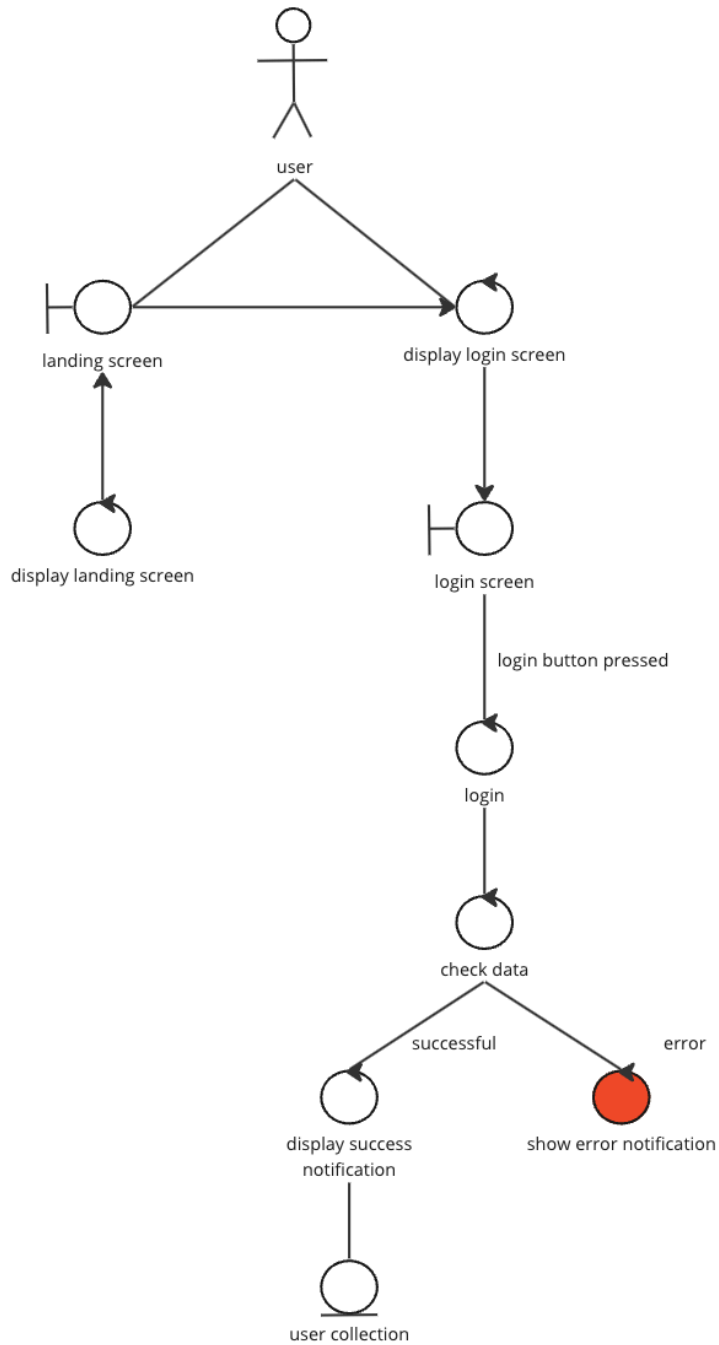 user
landing screen
display login screen
display landing screen
login screen
login button pressed
login
check data
successful
error
display success
notification
show error notification
user collection